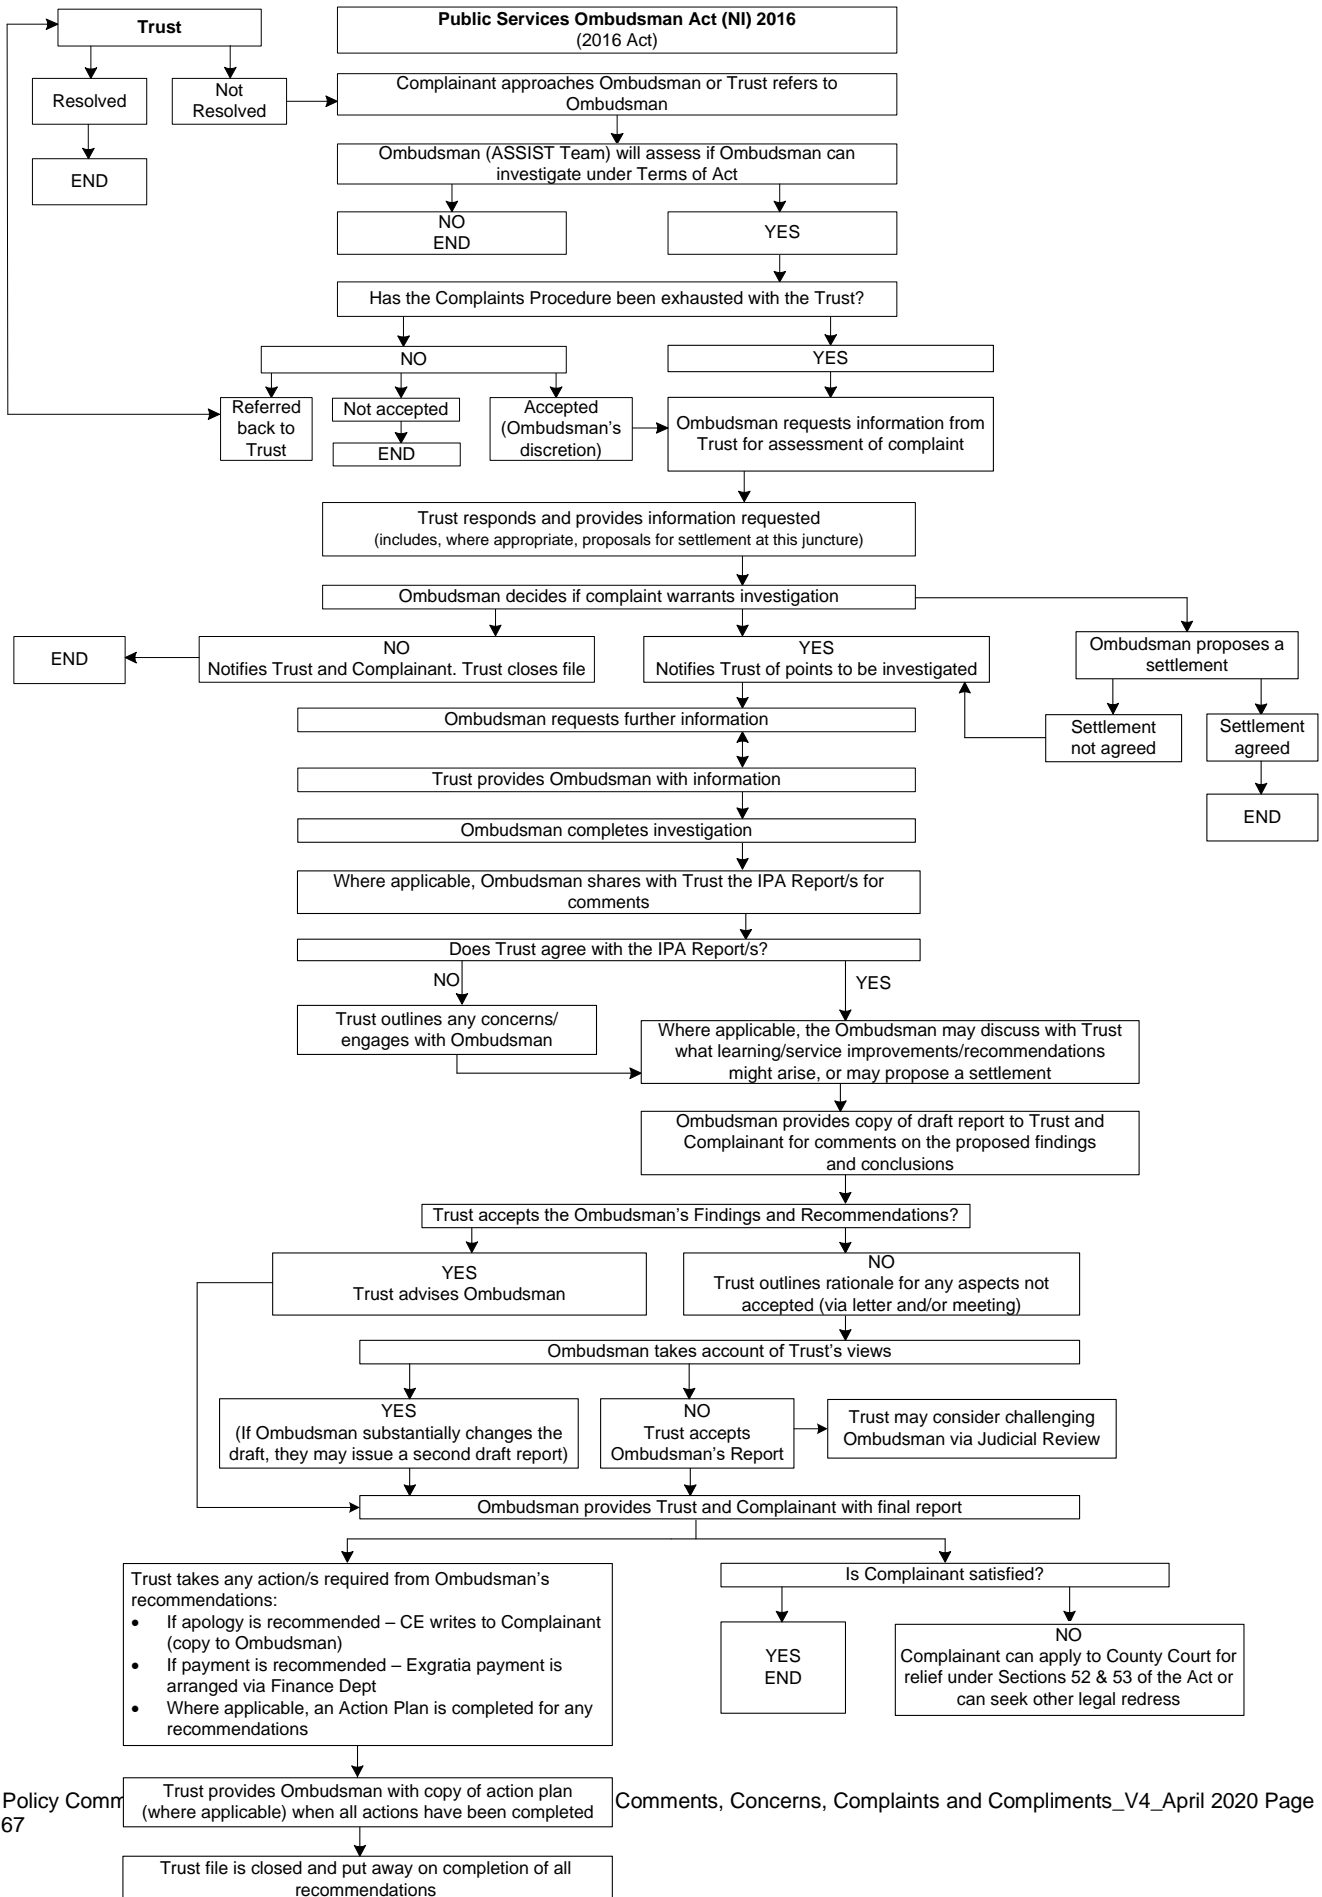 Trust
Public Services Ombudsman Act (NI) 2016
(2016 Act)
Resolved
Not
Resolved
Complainant approaches Ombudsman or Trust refers to
Ombudsman
END
Ombudsman (ASSIST Team) will assess if Ombudsman can
investigate under Terms of Act
NO
END
YES
Has the Complaints Procedure been exhausted with the Trust?
NO
YES
Referred
back to
Trust
Not accepted
END
Accepted
(Ombudsman's
discretion)
Ombudsman requests information from
Trust for assessment of complaint
Trust responds and provides information requested
(includes, where appropriate, proposals for settlement at this juncture)
Ombudsman decides if complaint warrants investigation
END
NO
Notifies Trust and Complainant. Trust closes file
YES
Notifies Trust of points to be investigated
Ombudsman proposes a
settlement
Settlement
not agreed
Settlement
agreed
END
Ombudsman requests further information
Trust provides Ombudsman with information
Ombudsman completes investigation
Where applicable, Ombudsman shares with Trust the IPA Report/s for
comments
Does Trust agree with the IPA Report/s?
NO
YES
Trust outlines any concerns/
engages with Ombudsman
Where applicable, the Ombudsman may discuss with Trust
what learning/service improvements/recommendations
might arise, or may propose a settlement
Ombudsman provides copy of draft report to Trust and
Complainant for comments on the proposed findings
and conclusions
Trust accepts the Ombudsman's Findings and Recommendations?
YES
Trust advises Ombudsman
NO
Trust outlines rationale for any aspects not
accepted (via letter and/or meeting)
Ombudsman takes account of Trust's views
YES
(If Ombudsman substantially changes the
draft, they may issue a second draft report)
NO
Trust accepts
Ombudsman's Report
Trust may consider challenging
Ombudsman via Judicial Review
Ombudsman provides Trust and Complainant with final report
Trust takes any action/s required from Ombudsman's
recommendations:
• If apology is recommended – CE writes to Complainant
(copy to Ombudsman)
• If payment is recommended – Exgratia payment is
arranged via Finance Dept
• Where applicable, an Action Plan is completed for any
recommendations
Is Complainant satisfied?
YES
END
NO
Complainant can apply to County Court for
relief under Sections 52 & 53 of the Act or
can seek other legal redress
Trust provides Ombudsman with copy of action plan
(where applicable) when all actions have been completed
Policy Comm Comments, Concerns, Complaints and Compliments_V4_April 2020 Page
67
Trust file is closed and put away on completion of all
recommendations